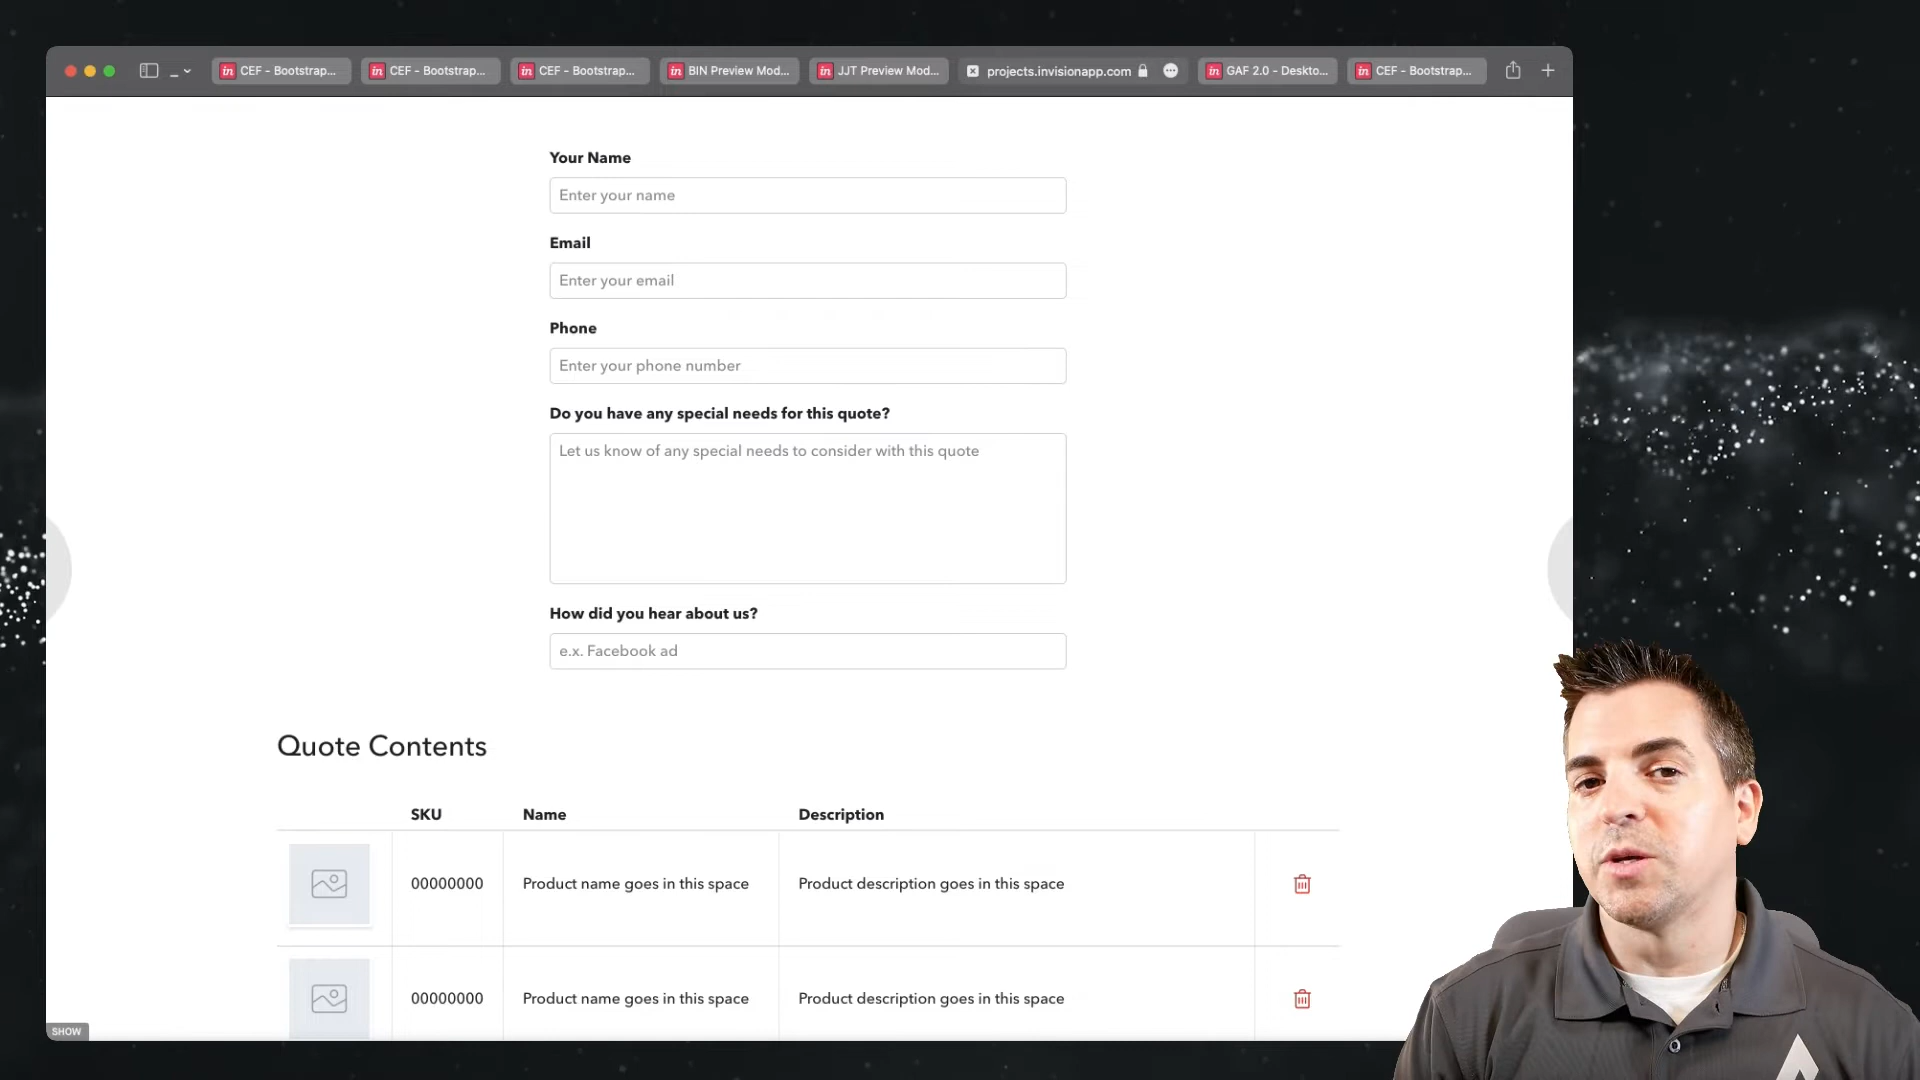 CEF - Bootstrap...
CEF - Bootstrap...
CEF - Bootstrap...
BIN Preview Mod...
JJT Preview Mod...
projects.invisionapp.com
GAF 2.0 - Deskto...
CEF - Bootstrap...
Your Name
Enter your name
Email
Enter your email
Phone
Enter your phone number
Do you have any special needs for this quote?
Let us know of any special needs to consider with this quote
How did you hear about us?
e.x. Facebook ad
Quote Contents
SKU Name Description
00000000 Product name goes in this space Product description goes in this space
00000000 Product name goes in this space Product description goes in this space
SHOW